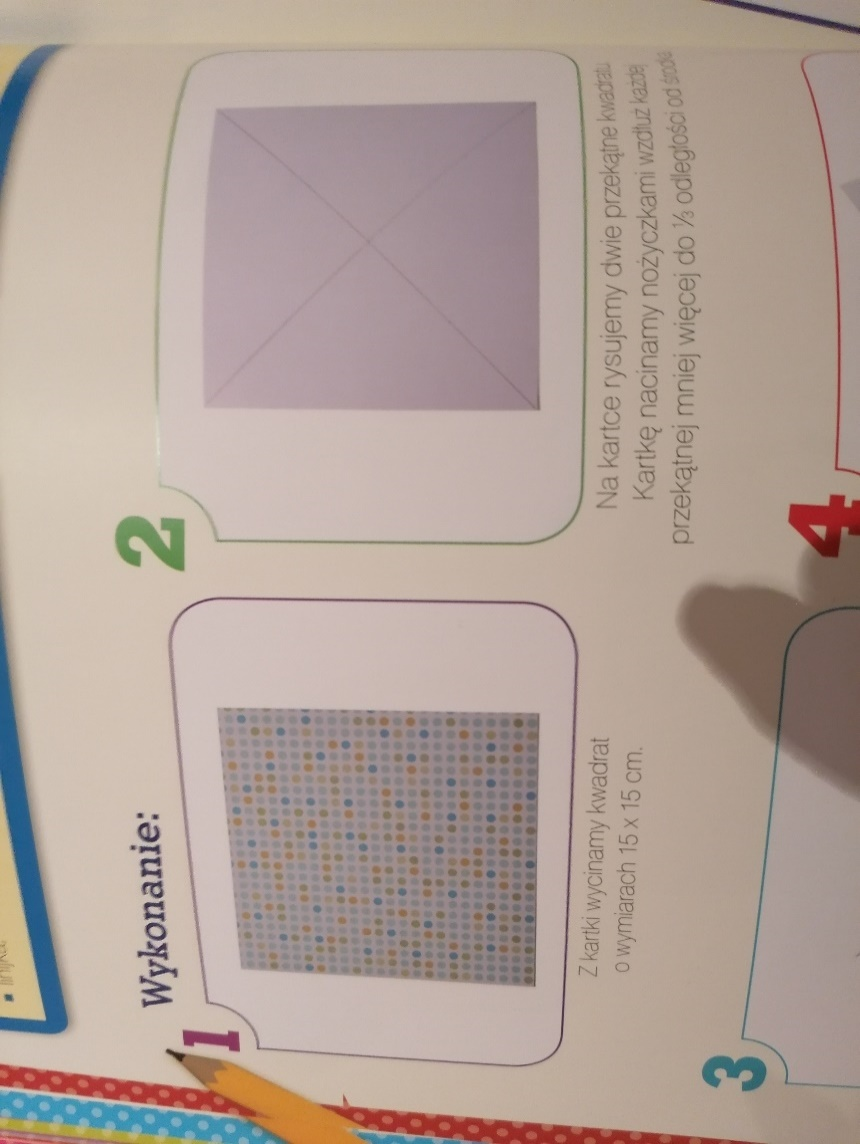 linijka
Wykonanie:
1
Z kartki wycinamy kwadrat
o wymiarach 15 x 15 cm.
2
Na kartce rysujemy dwie przekątne kwadratu.
Kartkę nacinamy nożyczkami wzdłuż każdej
przekątnej mniej więcej do ⅓ odległości od środka
3
4